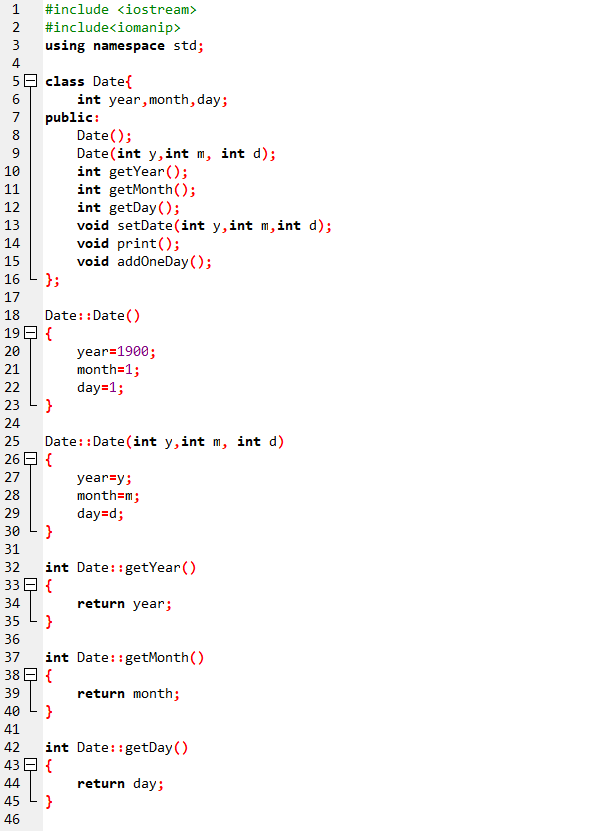 1 #include <iostream>
2 #include<iomanip>
3 using namespace std;
4
5 class Date{
6     int year,month,day;
7 public:
8     Date();
9     Date(int y,int m, int d);
10     int getYear();
11     int getMonth();
12     int getDay();
13     void setDate(int y,int m,int d);
14     void print();
15     void addOneDay();
16 };
17
18 Date::Date()
19 {
20     year=1900;
21     month=1;
22     day=1;
23 }
24
25 Date::Date(int y,int m, int d)
26 {
27     year=y;
28     month=m;
29     day=d;
30 }
31
32 int Date::getYear()
33 {
34     return year;
35 }
36
37 int Date::getMonth()
38 {
39     return month;
40 }
41
42 int Date::getDay()
43 {
44     return day;
45 }
46